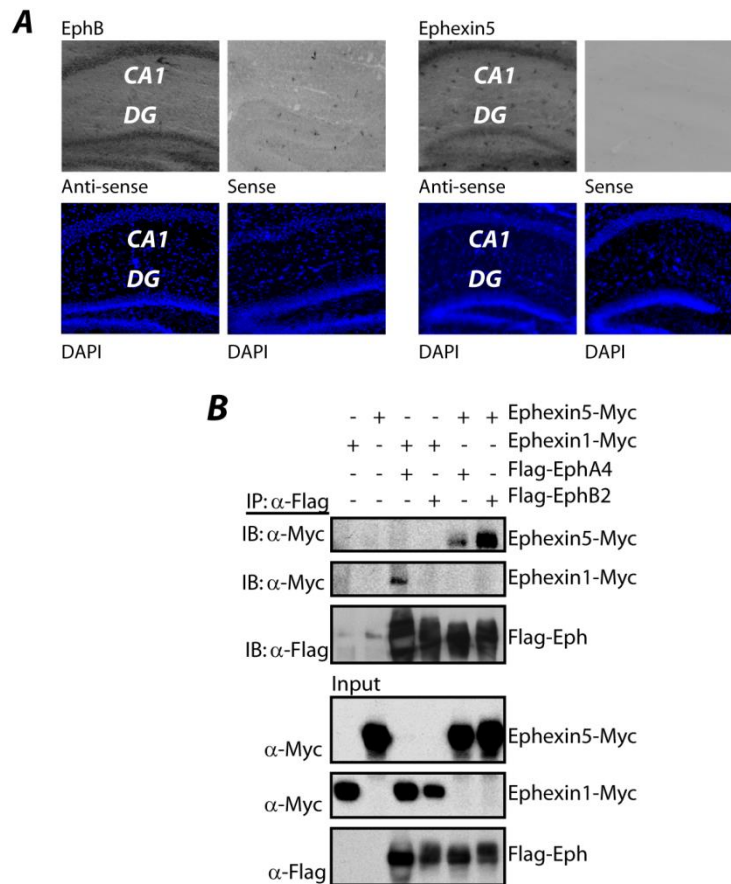 A
EphB
Ephexin5
CA1
DG
CA1
DG
Anti-sense
Sense
Anti-sense
Sense
CA1
DG
CA1
DG
DAPI
DAPI
DAPI
DAPI
B
- + - - + + Ephexin5-Myc
+ - + + - - Ephexin1-Myc
- - + - + - Flag-EphA4
IP: α-Flag - - - + - + Flag-EphB2
IB: α-Myc Ephexin5-Myc
IB: α-Myc Ephexin1-Myc
IB: α-Flag Flag-Eph
Input
α-Myc Ephexin5-Myc
α-Myc Ephexin1-Myc
α-Flag Flag-Eph